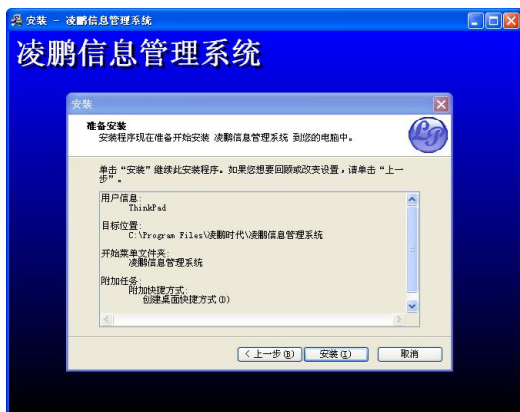 安装 - 凌鹏信息管理系统
凌鹏信息管理系统
安装
准备安装
安装程序现在准备开始安装 凌鹏信息管理系统 到您的电脑中。
LP
单击“安装”继续此安装程序。如果您想要回顾或改变设置，请单击“上一
步”。
用户信息:
ThinkPad
目标位置:
C:\Program Files\凌鹏时代\凌鹏信息管理系统
开始菜单文件夹:
凌鹏信息管理系统
附加任务:
附加快捷方式:
创建桌面快捷方式(D)
< 上一步(B)
安装(I)
取消